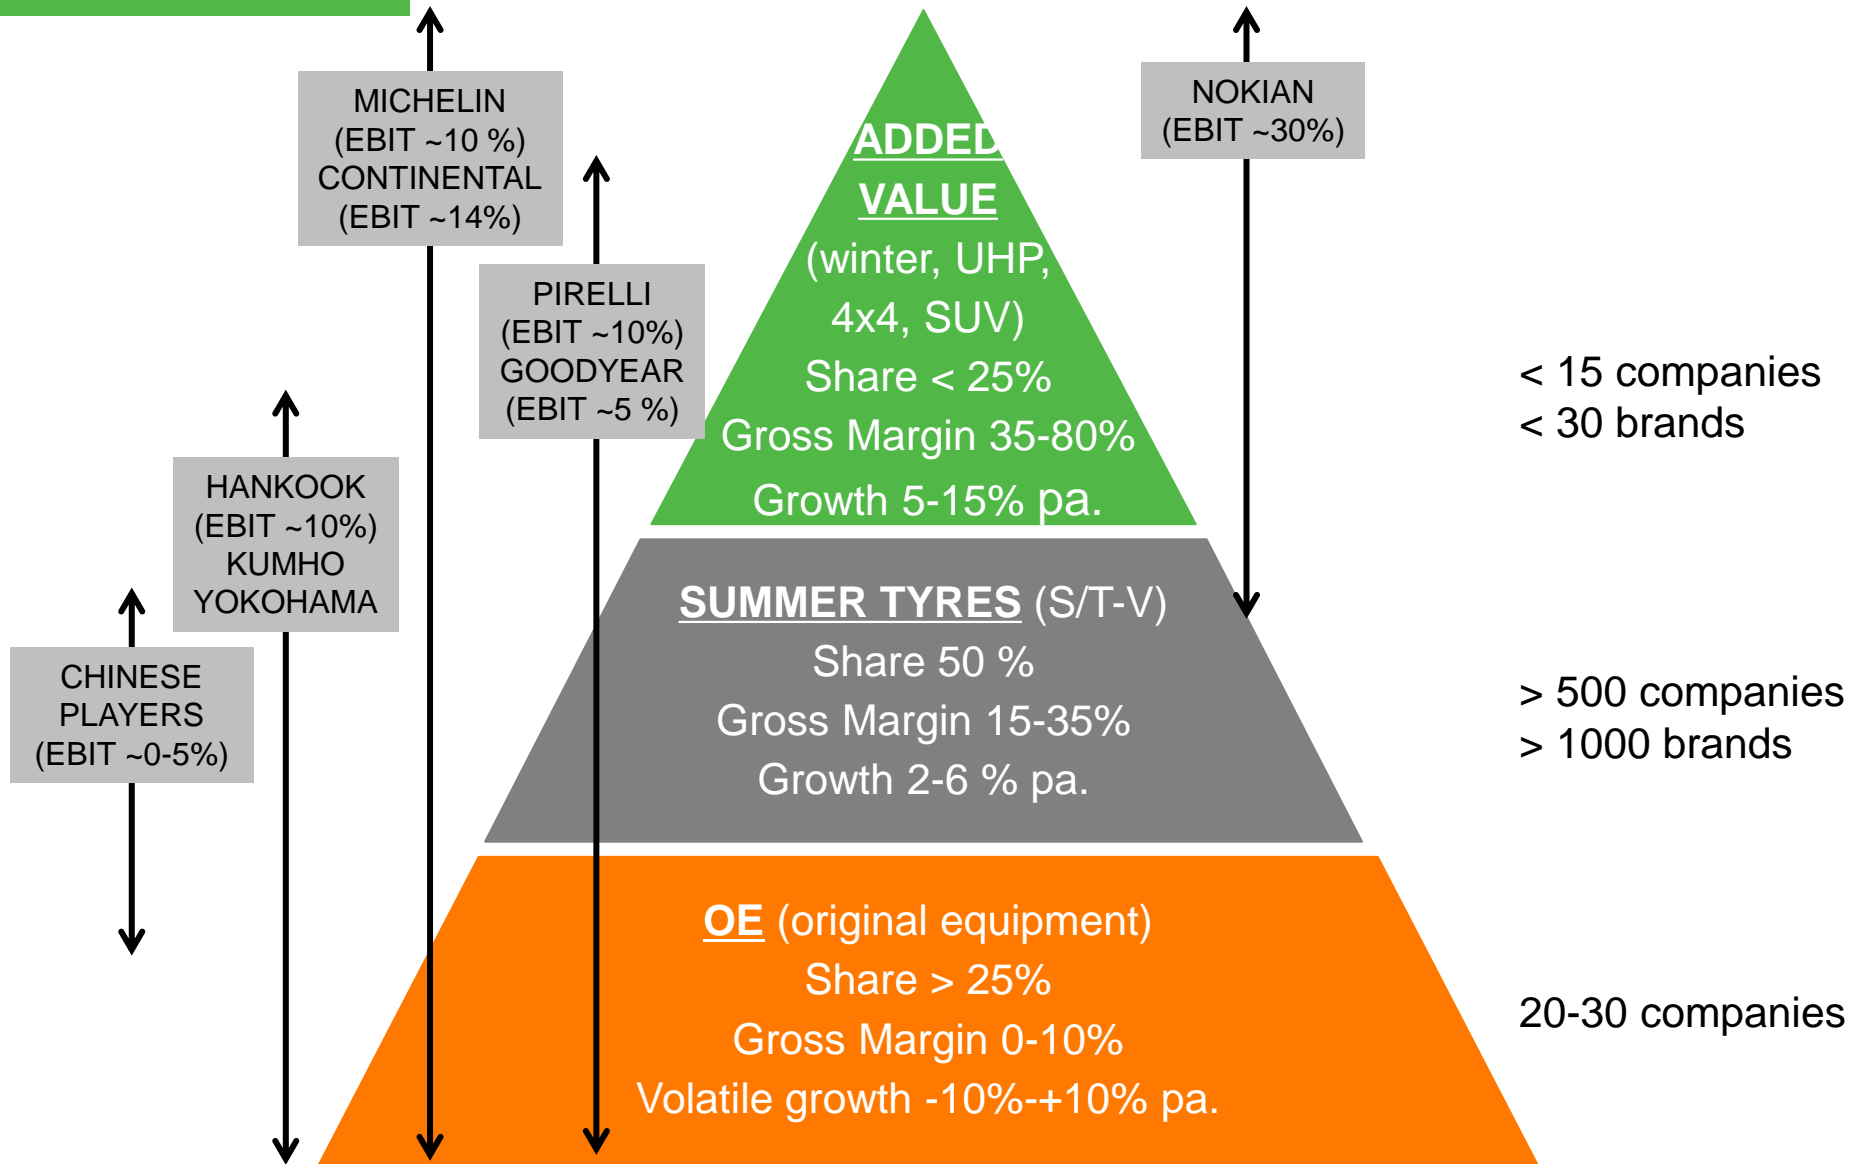 MICHELIN
(EBIT ~10 %)
CONTINENTAL
(EBIT ~14%)
PIRELLI
(EBIT ~10%)
GOODYEAR
(EBIT ~5 %)
HANKOOK
(EBIT ~10%)
KUMHO
YOKOHAMA
CHINESE
PLAYERS
(EBIT ~0-5%)
NOKIAN
(EBIT ~30%)
ADDED
VALUE
(winter, UHP,
4x4, SUV)
Share < 25%
Gross Margin 35-80%
Growth 5-15% pa.
< 15 companies
< 30 brands
SUMMER TYRES (S/T-V)
Share 50 %
Gross Margin 15-35%
Growth 2-6 % pa.
> 500 companies
> 1000 brands
OE (original equipment)
Share > 25%
Gross Margin 0-10%
Volatile growth -10%-+10% pa.
20-30 companies